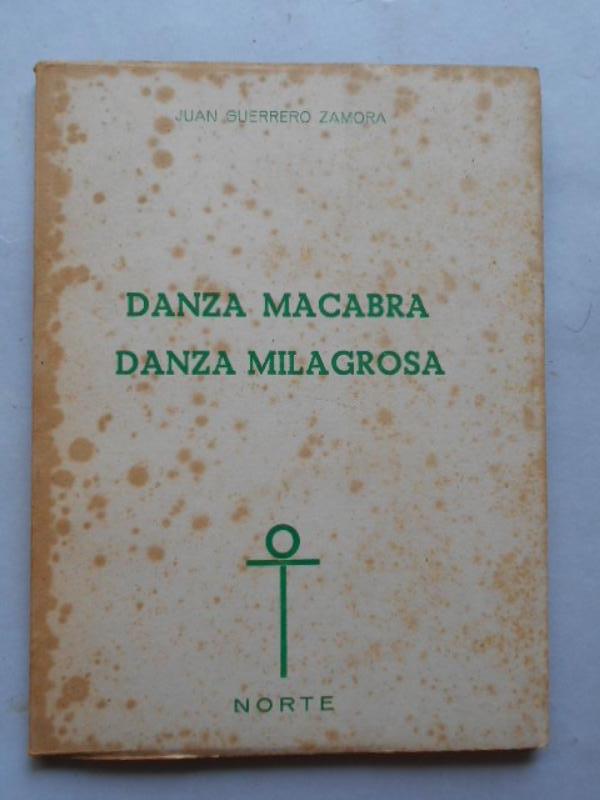 JUAN GUERRERO ZAMORA
DANZA MACABRA
DANZA MILAGROSA
NORTE